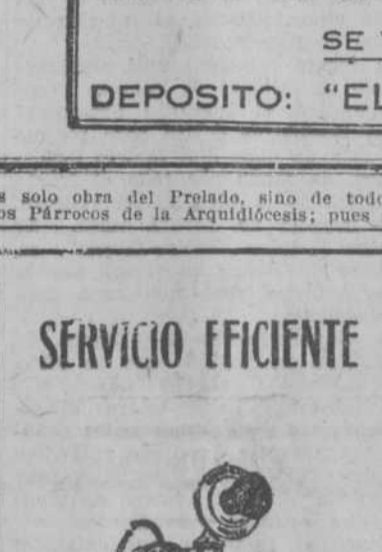 SE
DEPOSITO: "EL
s solo obra del Prelado, sino de todo
os Párrocos de la Arquidiócesis; pues
SERVICIO EFICIENTE